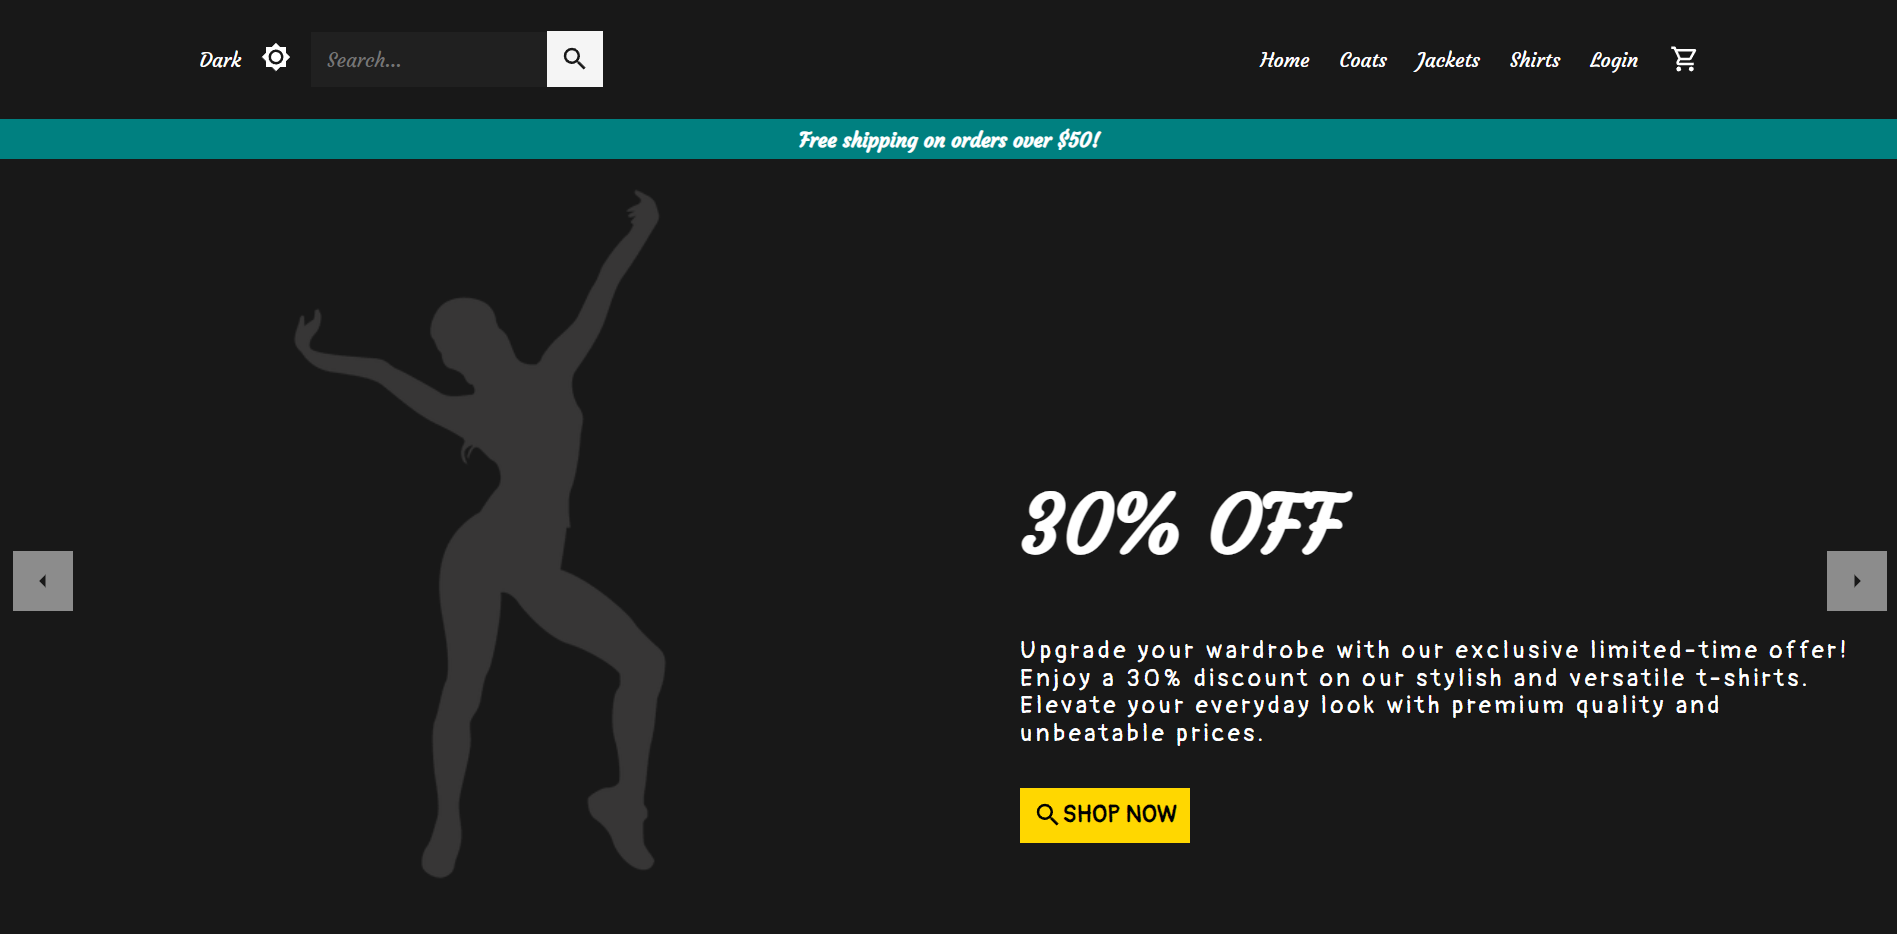 Dark
Search...
Home Coats Jackets Shirts Login
Free shipping on orders over $50!
30% OFF
Upgrade your wardrobe with our exclusive limited-time offer!
Enjoy a 30% discount on our stylish and versatile t-shirts.
Elevate your everyday look with premium quality and
unbeatable prices.
SHOP NOW